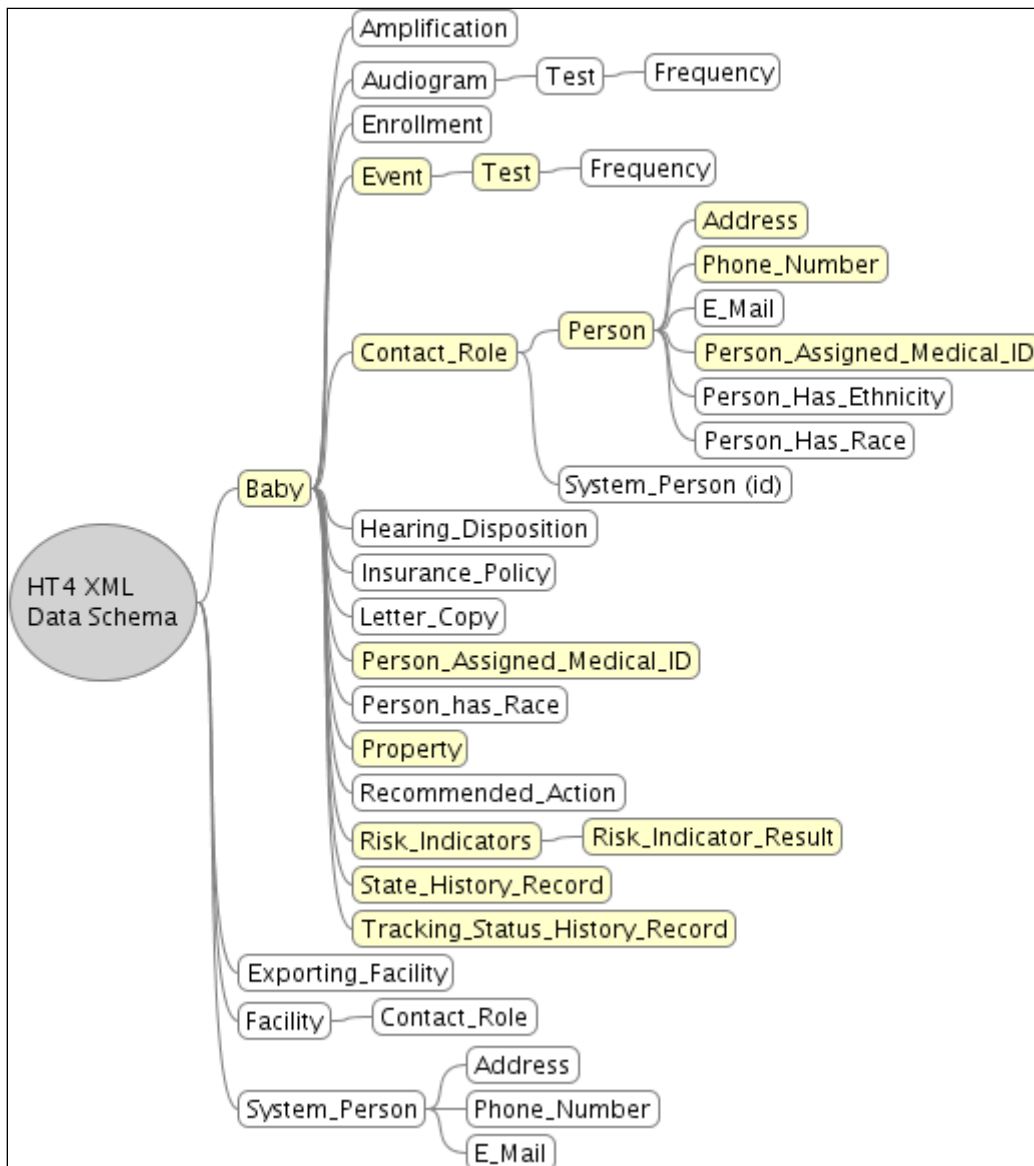 Amplification
Audiogram
Test
Frequency
Enrollment
Event
Test
Frequency
Address
Phone_Number
E_Mail
Person
Contact_Role
Person_Assigned_Medical_ID
Person_Has_Ethnicity
Person_Has_Race
System_Person (id)
Baby
Hearing_Disposition
Insurance_Policy
HT4 XML
Data Schema
Letter_Copy
Person_Assigned_Medical_ID
Person_has_Race
Property
Recommended_Action
Risk_Indicators
Risk_Indicator_Result
State_History_Record
Tracking_Status_History_Record
Exporting_Facility
Facility
Contact_Role
Address
System_Person
Phone_Number
E_Mail